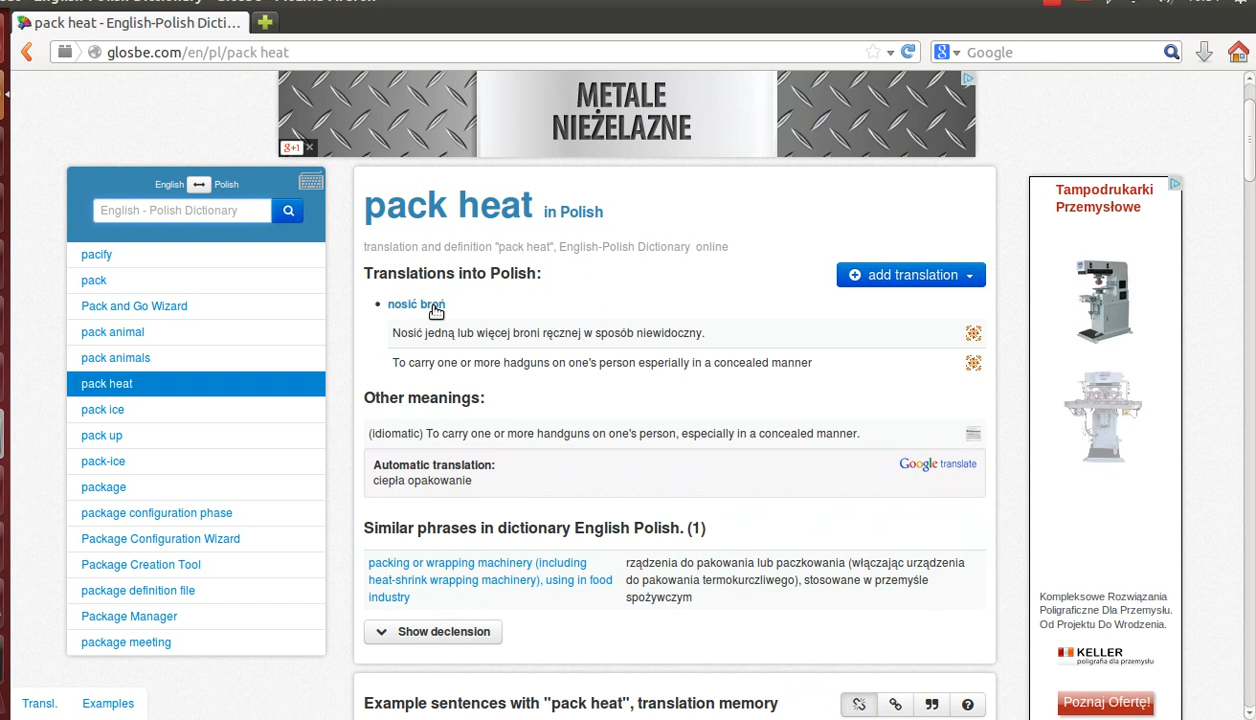 pack heat - English-Polish Dicti...
glosbe.com/en/pl/pack heat
Google
METALE
NIEŻELAZNE
g+1
English
Polish
English - Polish Dictionary
pacify
pack
Pack and Go Wizard
pack animal
pack animals
pack heat
pack ice
pack up
pack-ice
package
package configuration phase
Package Configuration Wizard
Package Creation Tool
package definition file
Package Manager
package meeting
Transl.
Examples
pack heat in Polish
translation and definition "pack heat", English-Polish Dictionary online
Translations into Polish:
add translation
• nosić broń
Nosić jedną lub więcej broni ręcznej w sposób niewidoczny.
To carry one or more hadguns on one's person esperially in a concealed manner
Other meanings:
(idiomatic) To carry one or more handguns on one's person, especially in a concealed manner.
Automatic translation:
Google translate
ciepła opakowanie
Similar phrases in dictionary English Polish. (1)
packing or wrapping machinery (including
heat-shrink wrapping machinery), using in food
industry
rządzenia do pakowania lub paczkowania (włączając urządzenia
do pakowania termokurczliwego), stosowane w przemyśle
spożywczym
Show declension
Example sentences with "pack heat", translation memory
Tampodrukarki
Przemysłowe
Kompleksowe Rozwiązania
Poligraficzne Dla Przemysłu.
Od Projektu Do Wrodzenia.
KELLER
poligrafia dla przemysłu
Poznaj Ofertę!